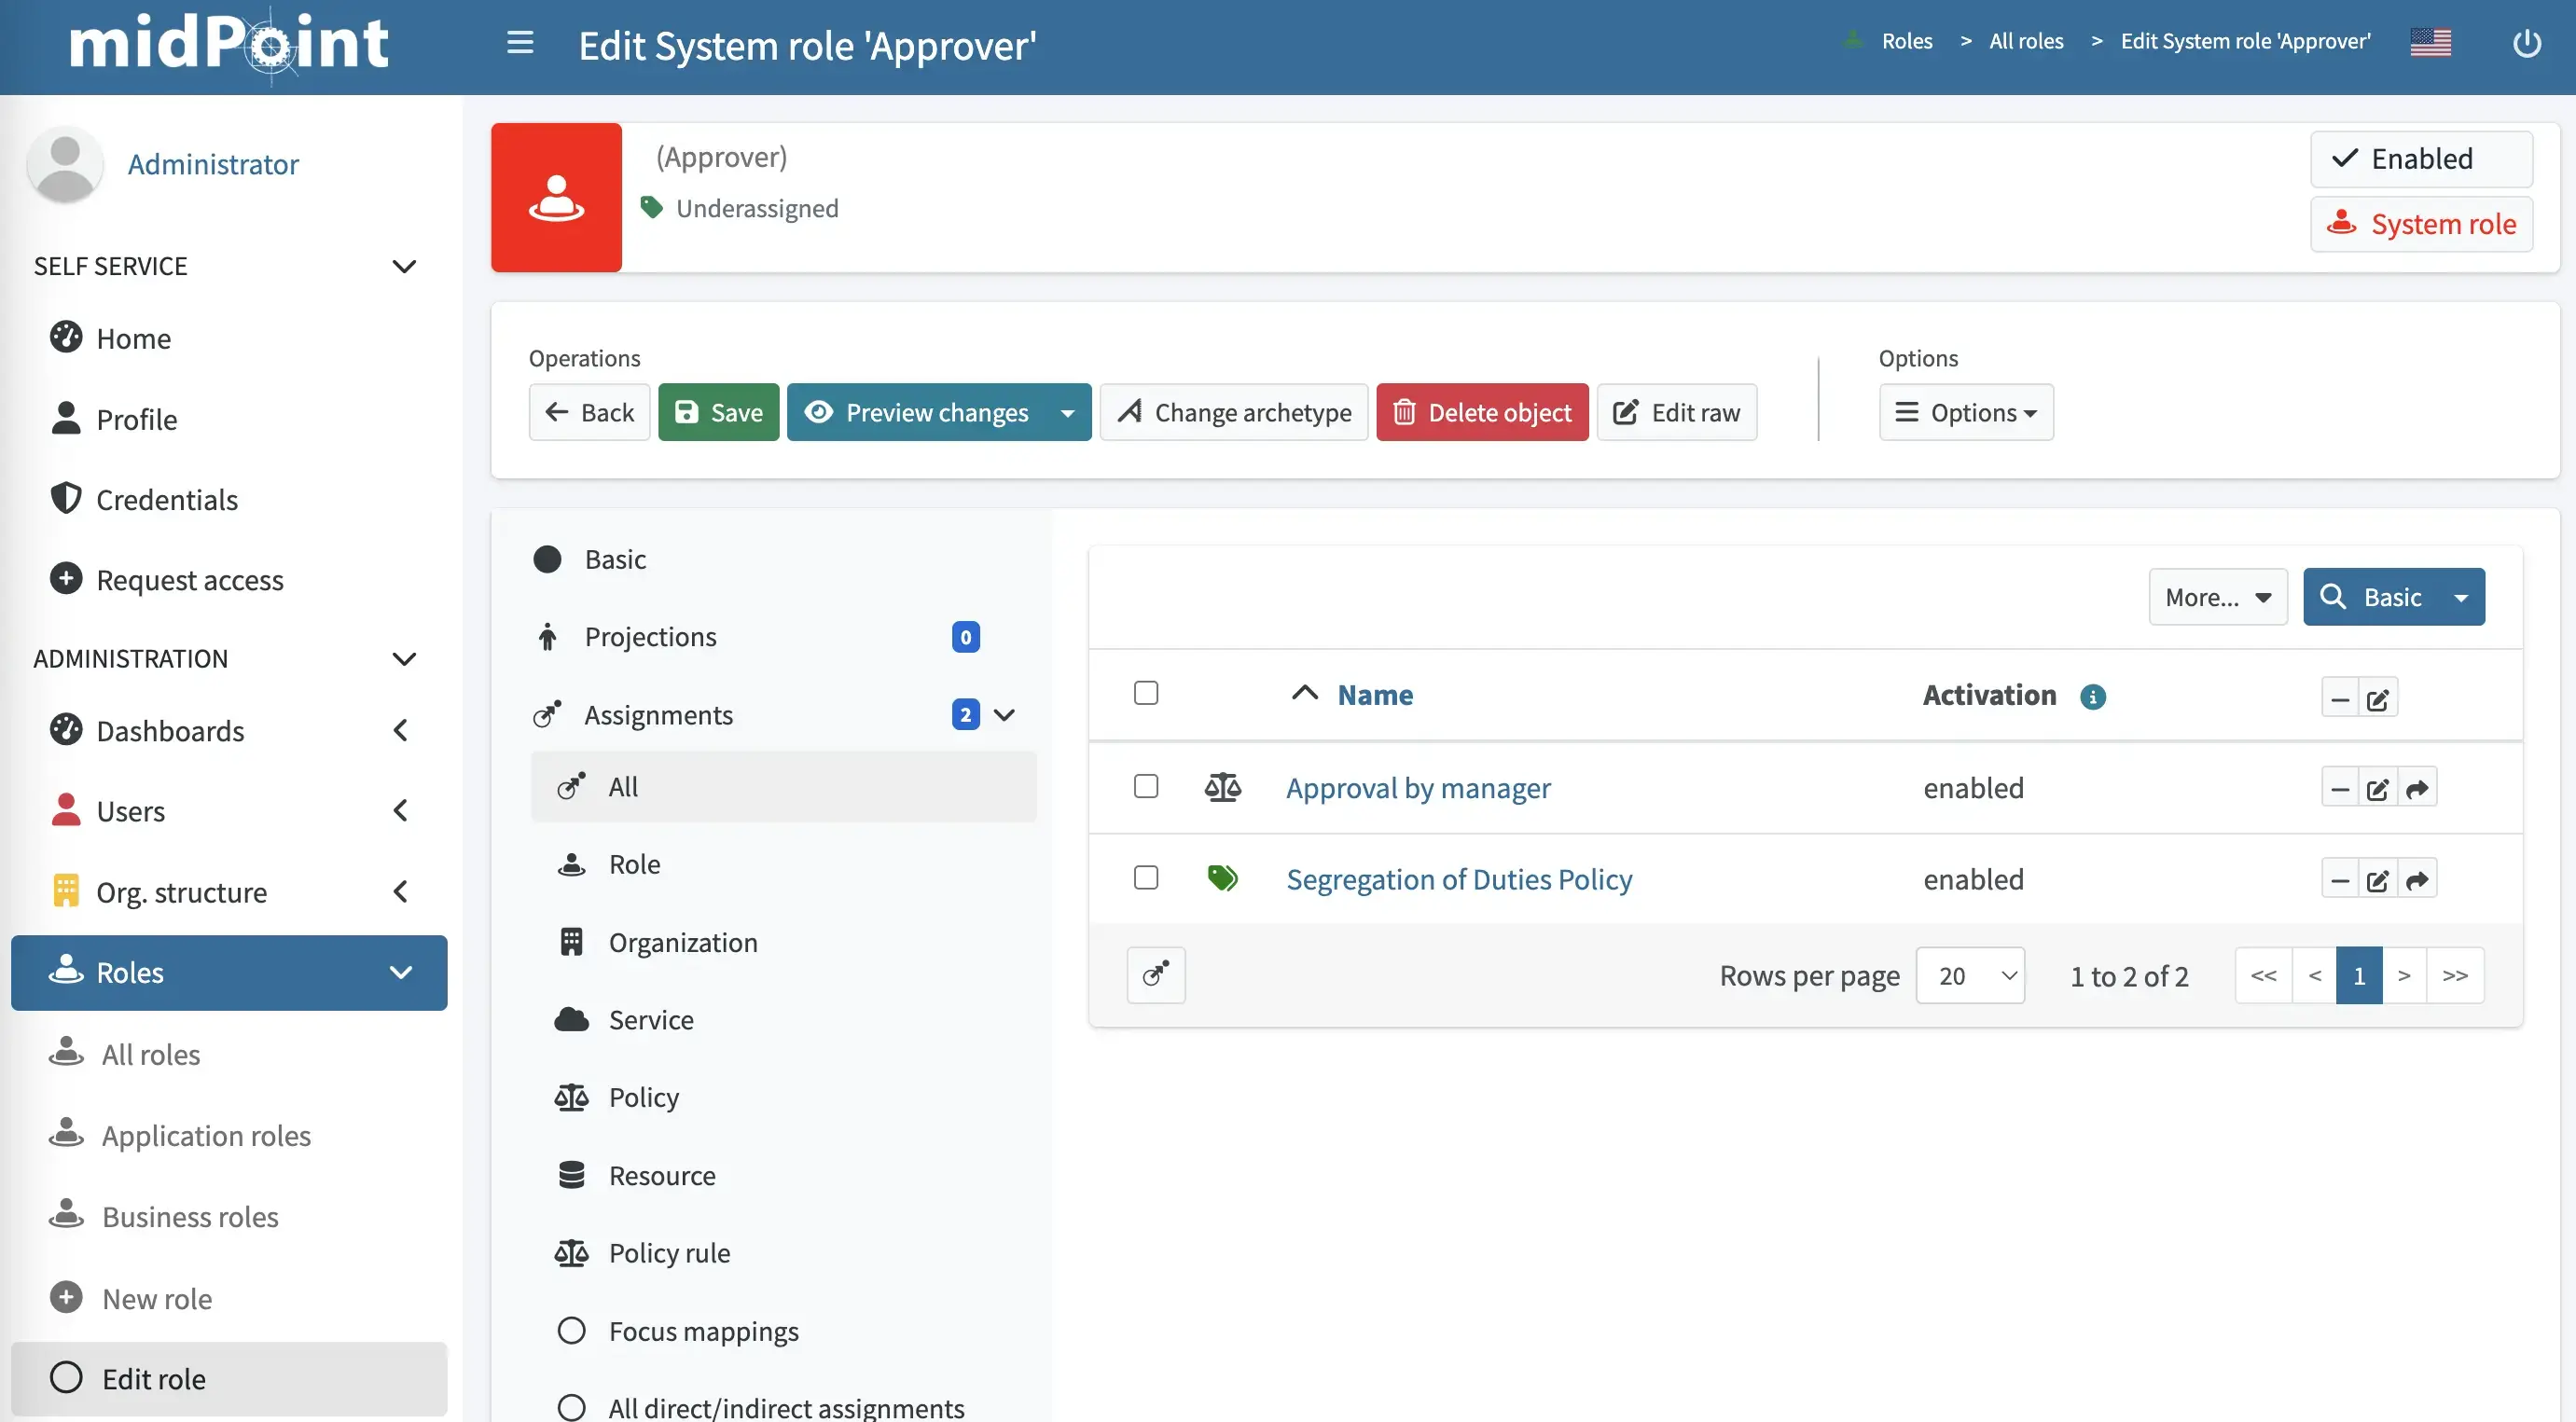 midPoint
Edit System role 'Approver'
Roles > All roles > Edit System role 'Approver'
Administrator
SELF SERVICE
Home
Profile
Credentials
Request access
ADMINISTRATION
Dashboards
Users
Org. structure
Roles
All roles
Application roles
Business roles
New role
Edit role
(Approver)
Underassigned
Enabled
System role
Operations
Back
Save
Preview changes
Change archetype
Delete object
Edit raw
Options
Options
Basic
Projections 0
Assignments 2
All
Role
Organization
Service
Policy
Resource
Policy rule
Focus mappings
All direct/indirect assignments
More...
Basic
Name Activation
Approval by manager enabled
Segregation of Duties Policy enabled
Rows per page 20 1 to 2 of 2 << < 1 > >>